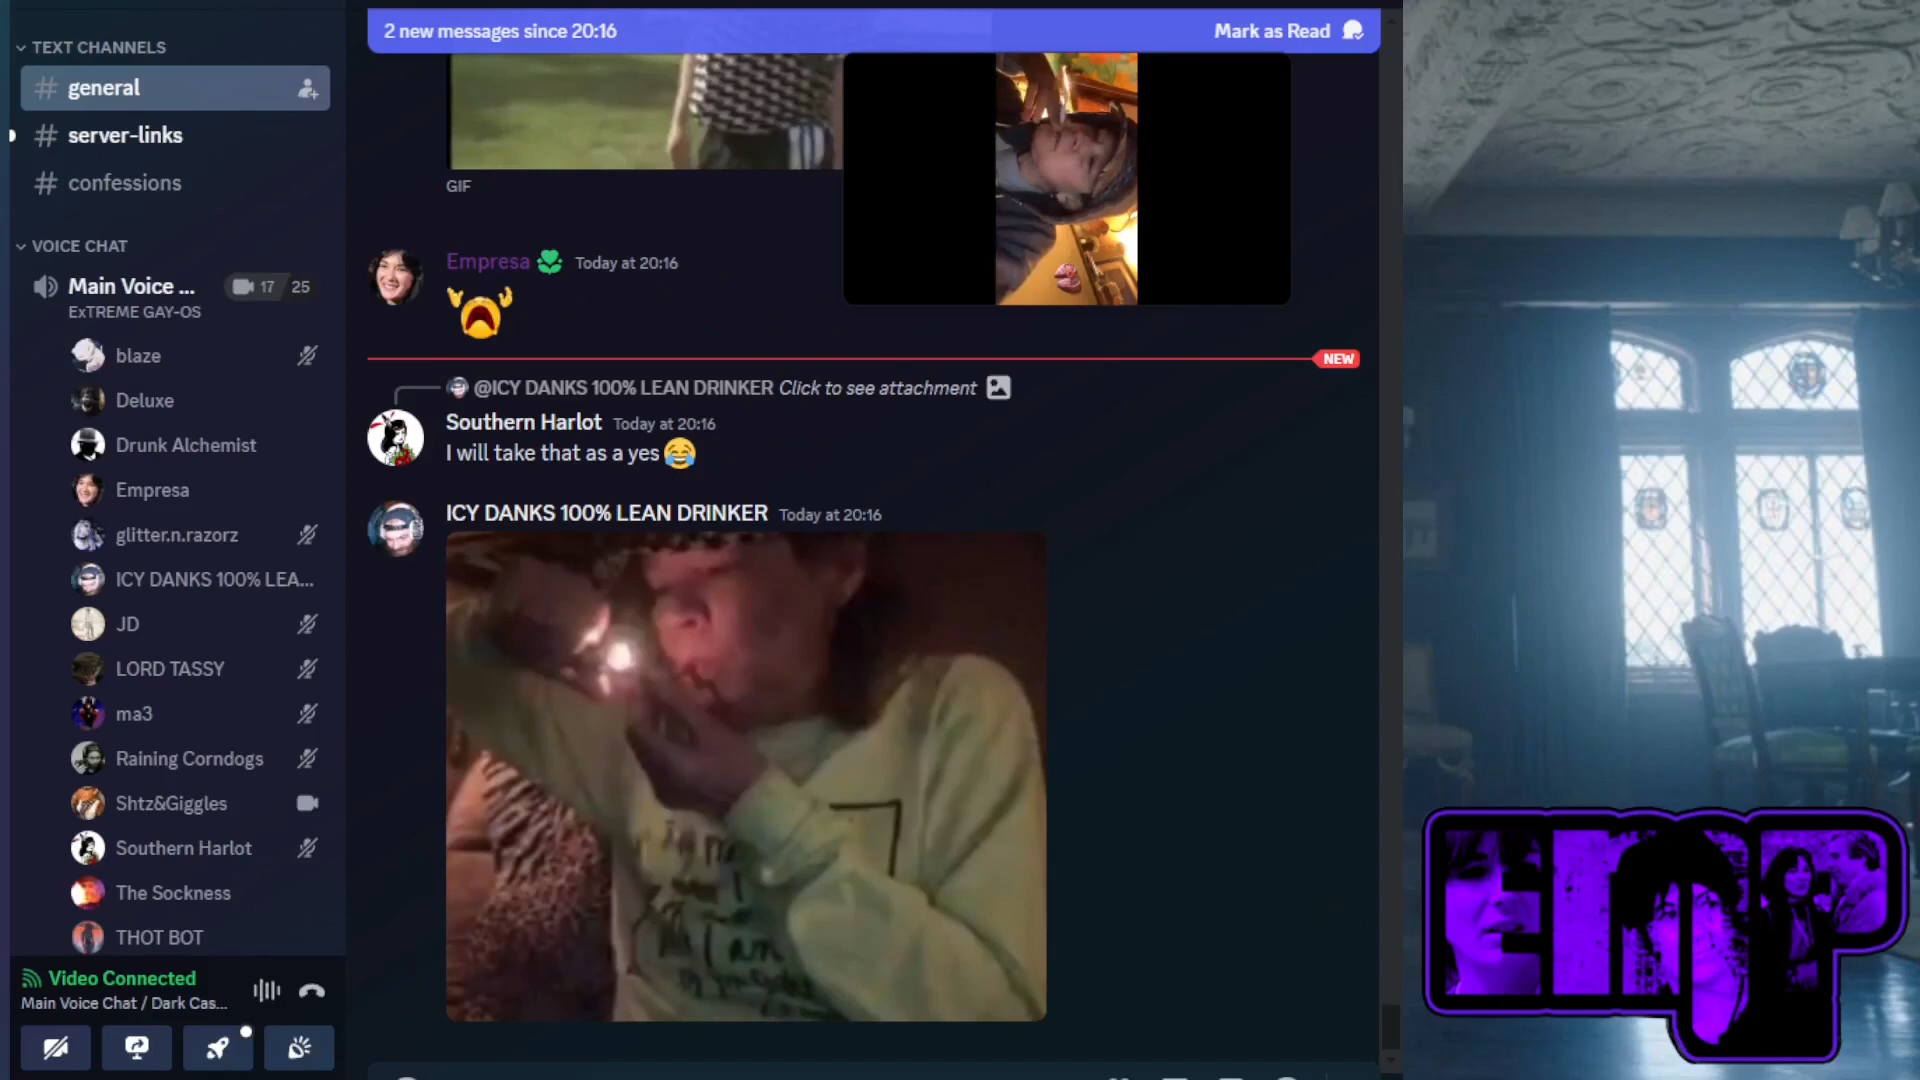 TEXT CHANNELS
general
server-links
confessions
VOICE CHAT
Main Voice ...
17 25
ExTREME GAY-OS
blaze
Deluxe
Drunk Alchemist
Empresa
glitter.n.razorz
ICY DANKS 100% LEA...
JD
LORD TASSY
ma3
Raining Corndogs
Shtz&Giggles
Southern Harlot
The Sockness
THOT BOT
Video Connected
Main Voice Chat / Dark Cas...
2 new messages since 20:16
Mark as Read
GIF
Empresa Today at 20:16
NEW
@ICY DANKS 100% LEAN DRINKER Click to see attachment
Southern Harlot Today at 20:16
I will take that as a yes
ICY DANKS 100% LEAN DRINKER Today at 20:16
I am
EmP